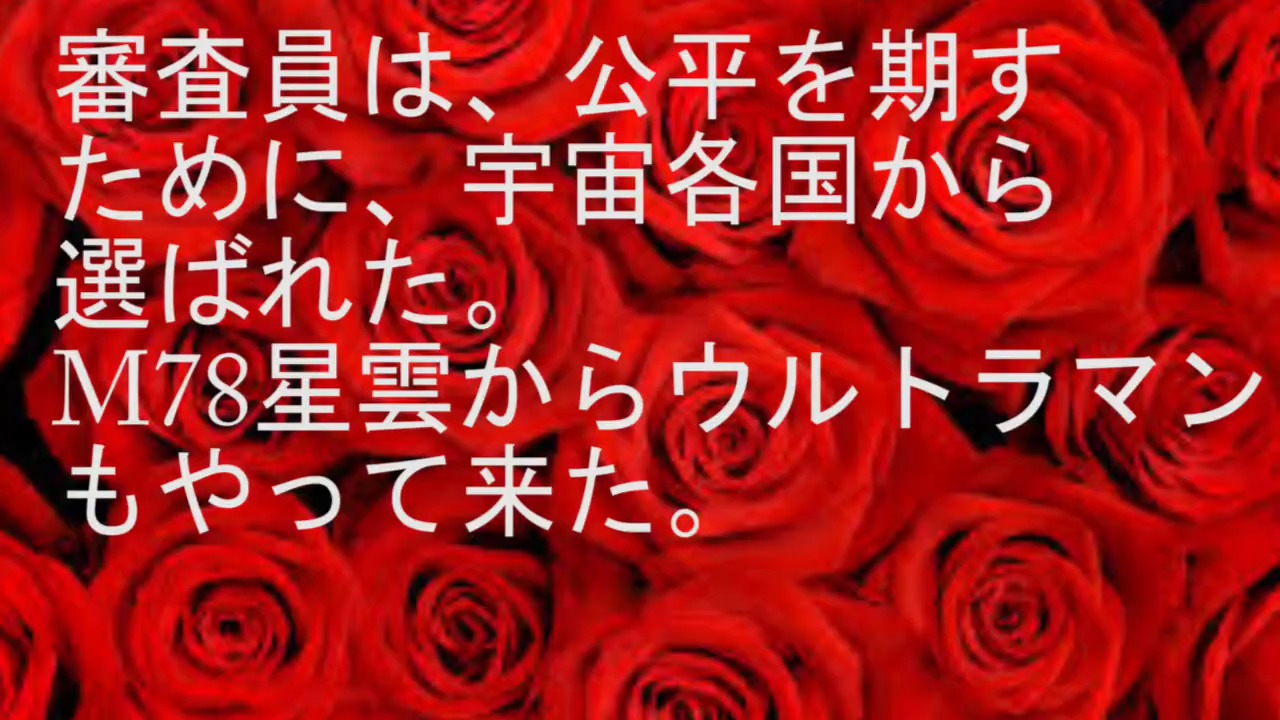 審査員は、公平を期す
ために、宇宙各国から
選ばれた。
M78星雲からウルトラマン
もやって来た。